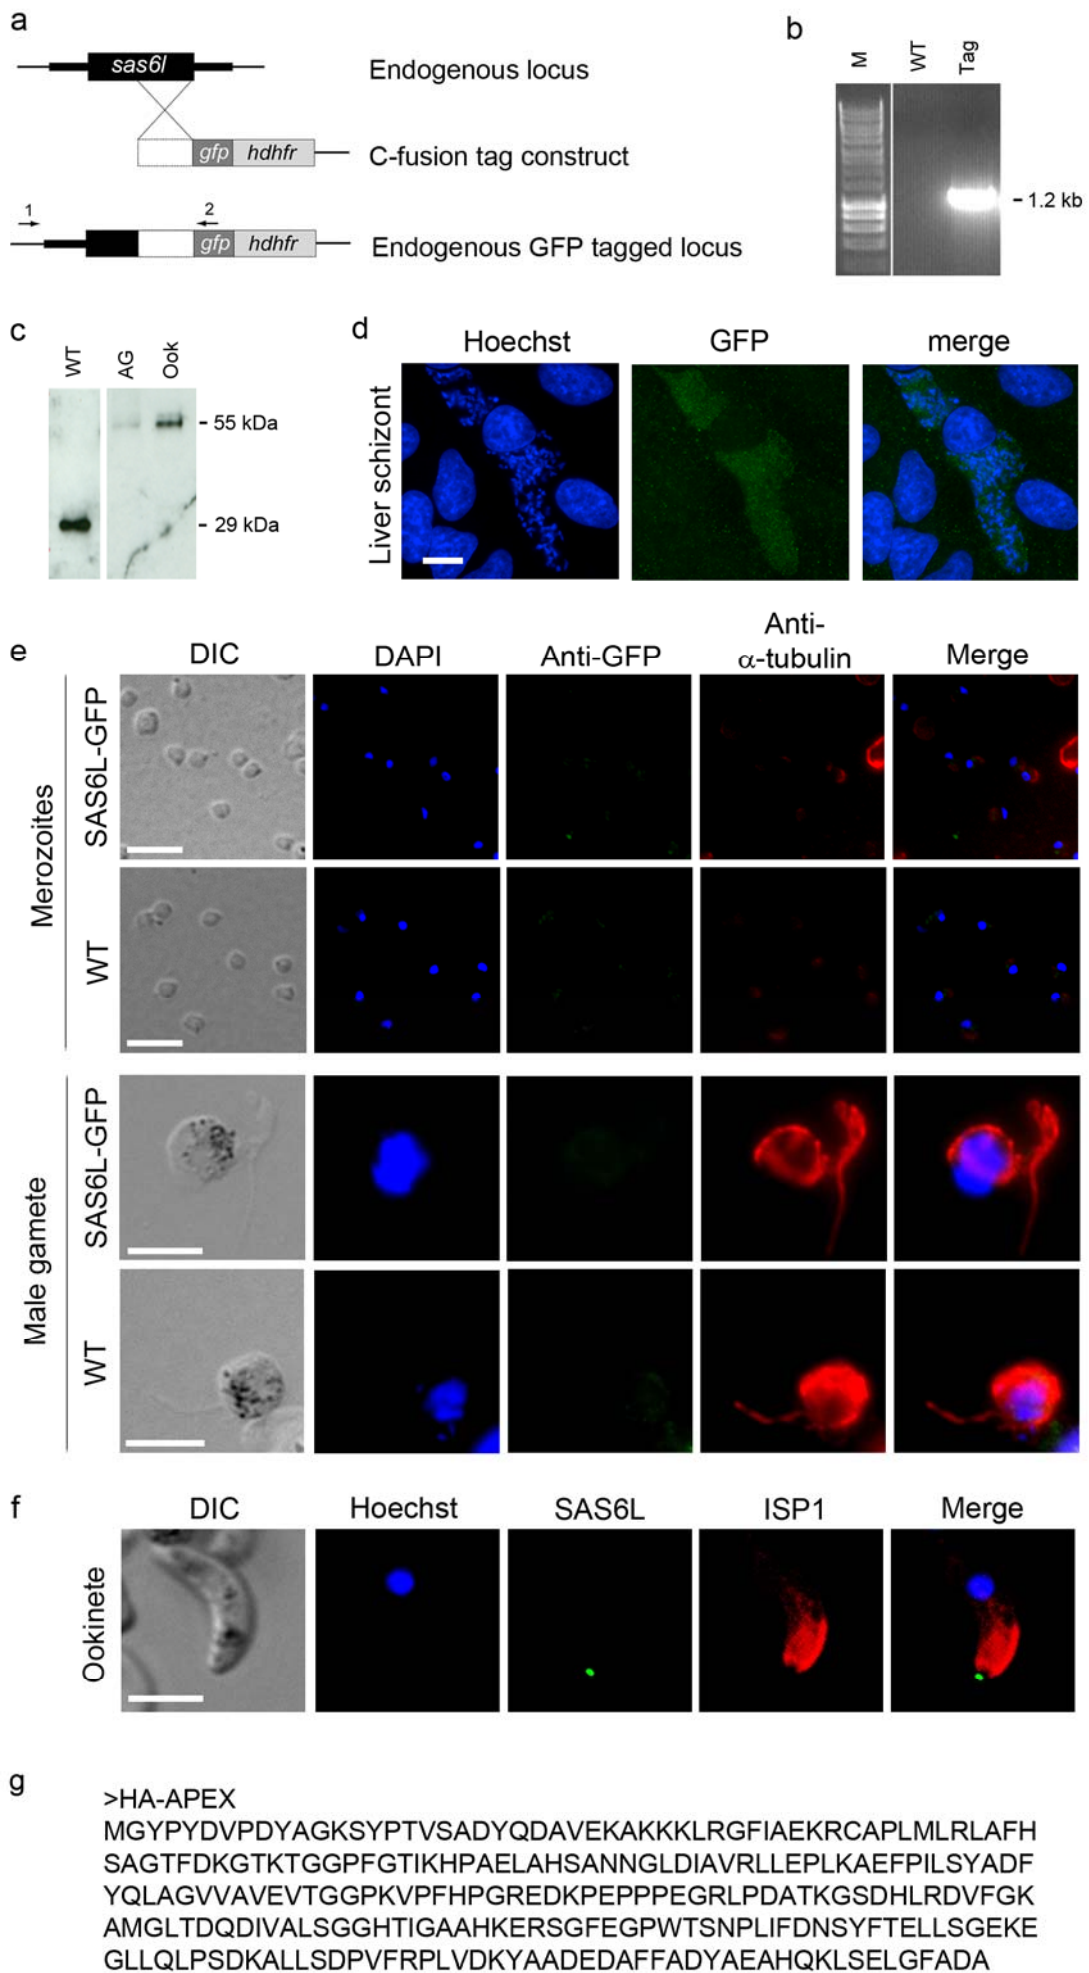 a
sas6l
Endogenous locus
gfp hdhfr
C-fusion tag construct
1
2
gfp hdhfr
Endogenous GFP tagged locus
b
M
WT
Tag
1.2 kb
c
WT
AG
Ook
55 kDa
29 kDa
d
Hoechst
GFP
merge
Liver schizont
e
DIC
DAPI
Anti-GFP
Anti-
α-tubulin
Merge
Merozoites
SAS6L-GFP
WT
Male gamete
SAS6L-GFP
WT
f
DIC
Hoechst
SAS6L
ISP1
Merge
Ookinete
g
>HA-APEX
MGYPYDVPDYAGKSYPTVSADYQDAVEKAKKKLRGFIAEKRCAPLMLRLAFH
SAGTFDKGTKTGGPFGTIKHPAELAHSANNGLDIAVRLLEPLKAEFPILSYADF
YQLAGVVAVEVTGGPKVPFHPGREDKPEPPPEGRLPDATKGSDHLRDVFGK
AMGLTDQDIVALSGGHTIGAAHKERSGFEGPWTSNPLIFDNSYFTELLSGEKE
GLLQLPSDKALLSDPVFRPLVDKYAADEDAFFADYAEAHQKLSELGFADA